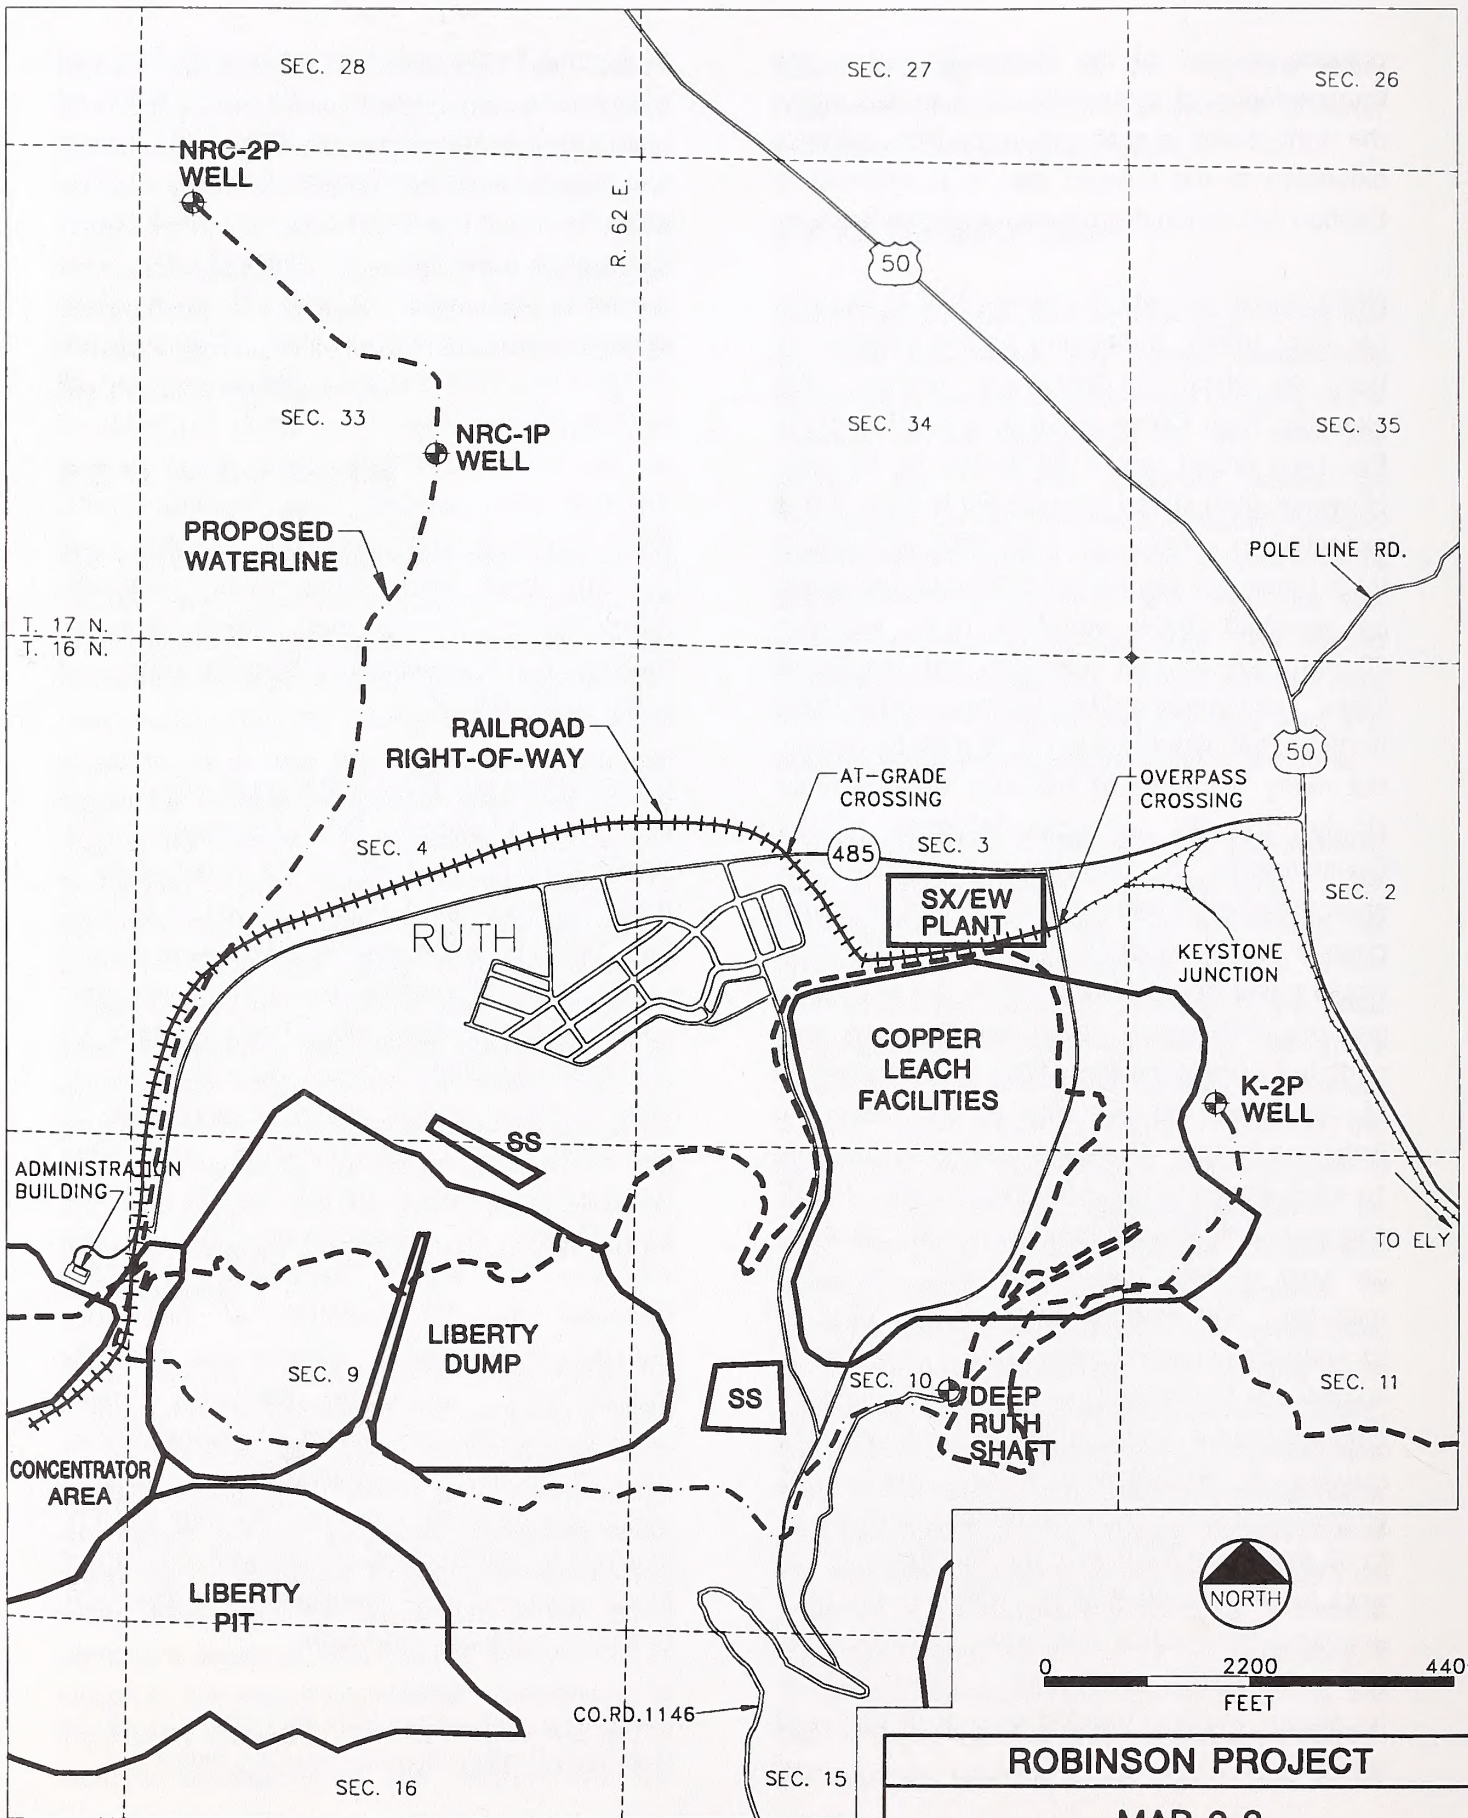 SEC. 28
SEC. 27
SEC. 26
NRC-2P
WELL
R. 62 E.
50
SEC. 33
NRC-1P
WELL
SEC. 34
SEC. 35
PROPOSED
WATERLINE
POLE LINE RD.
T. 17 N.
T. 16 N.
RAILROAD
RIGHT-OF-WAY
50
AT-GRADE
CROSSING
OVERPASS
CROSSING
SEC. 4
485
SEC. 3
SX/EW
PLANT
SEC. 2
RUTH
KEYSTONE
JUNCTION
COPPER
LEACH
FACILITIES
K-2P
WELL
SS
ADMINISTRATION
BUILDING
TO ELY
LIBERTY
DUMP
SEC. 9
SS
SEC. 10
DEEP
RUTH
SHAFT
SEC. 11
CONCENTRATOR
AREA
LIBERTY
PIT
NORTH
0 2200 440
FEET
CO.RD.1146
SEC. 16
SEC. 15
ROBINSON PROJECT